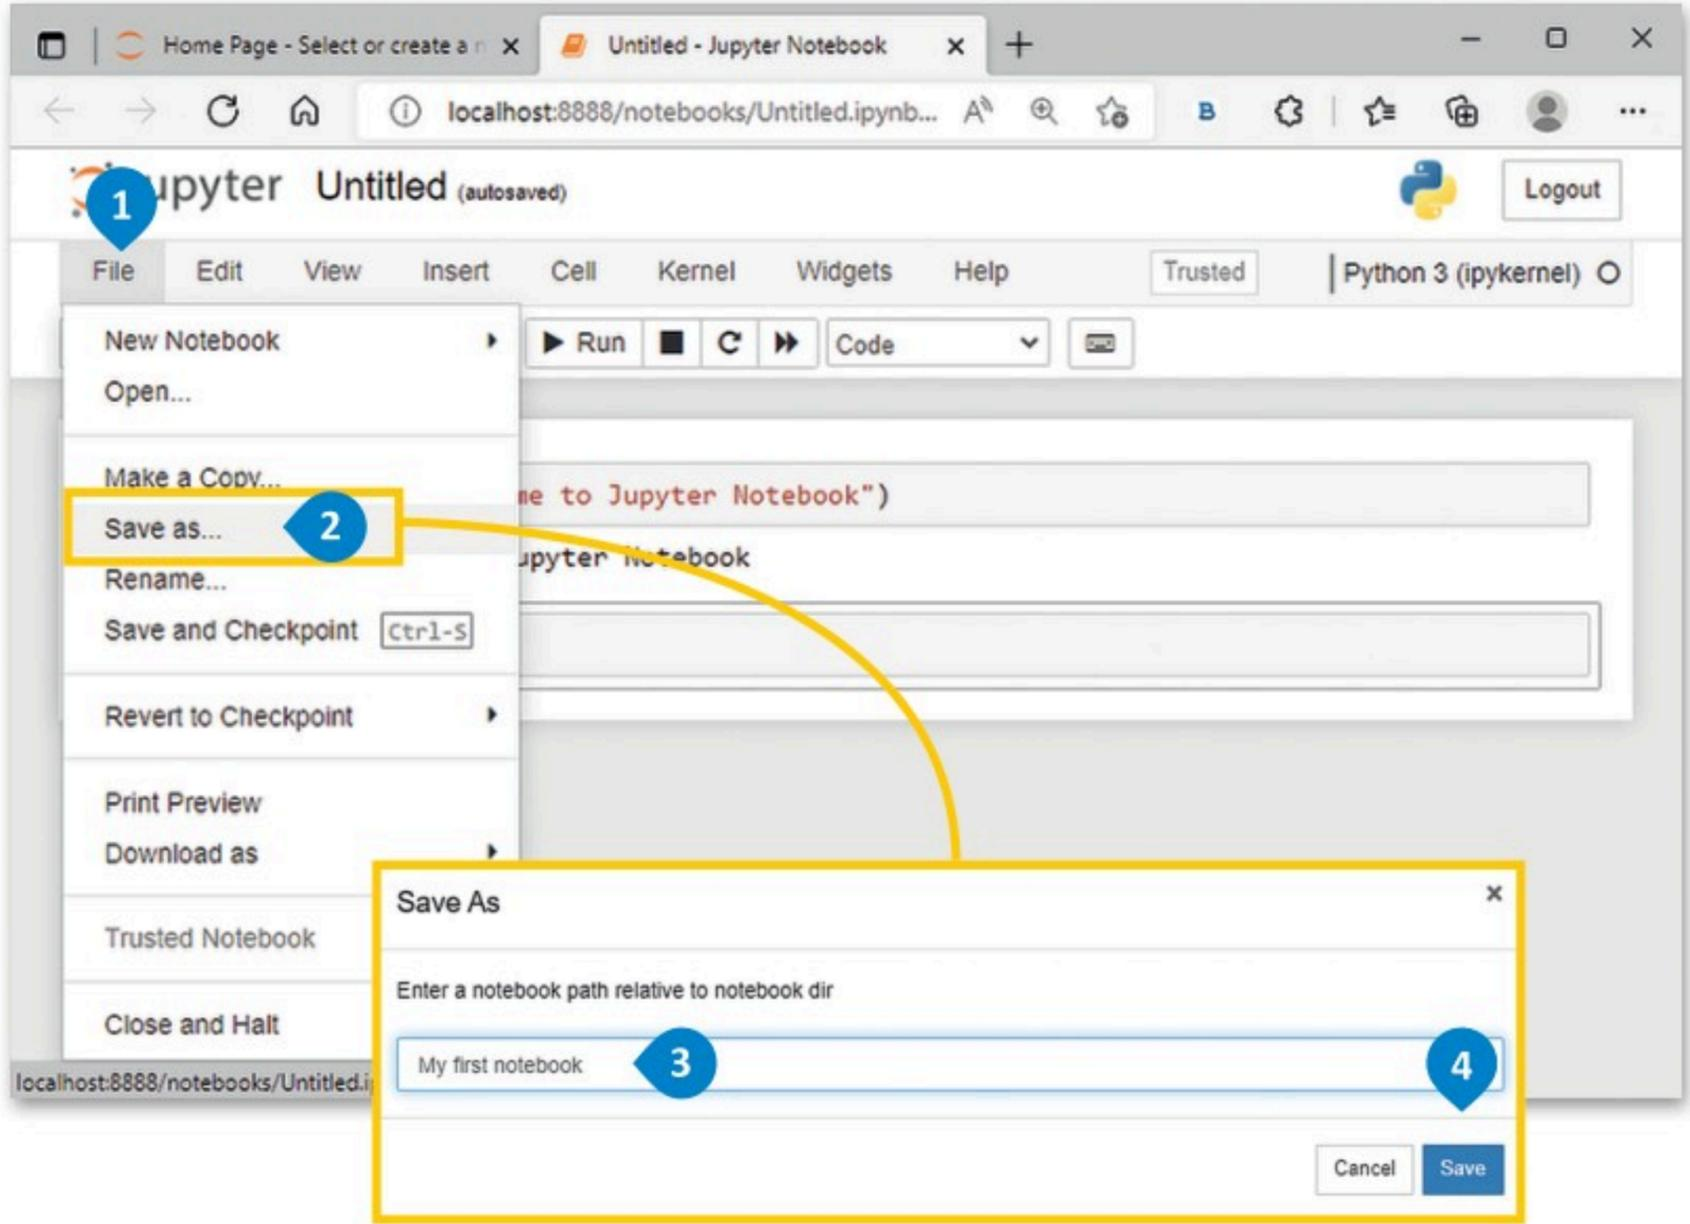 Home Page - Select or create a n
Untitled - Jupyter Notebook
localhost:8888/notebooks/Untitled.ipynb...
B
1
upyter Untitled (autosaved)
Logout
File Edit View Insert Cell Kernel Widgets Help Trusted Python 3 (ipykernel)
New Notebook
Run Code
Open...
Make a Copy...
me to Jupyter Notebook")
Save as... 2
upyter Notebook
Rename...
Save and Checkpoint Ctrl-S
Revert to Checkpoint
Print Preview
Download as
Trusted Notebook
Close and Halt
localhost:8888/notebooks/Untitled.i
Save As
Enter a notebook path relative to notebook dir
My first notebook 3 4
Cancel Save